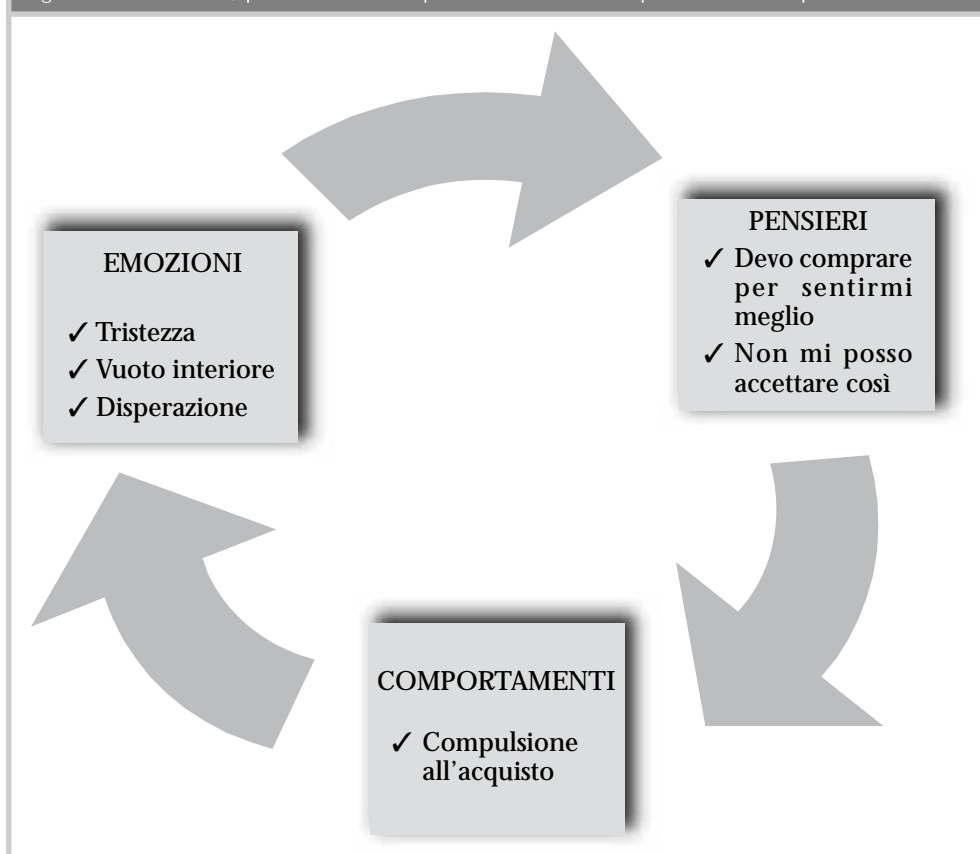 EMOZIONI
✓ Tristezza
✓ Vuoto interiore
✓ Disperazione
PENSIERI
✓ Devo comprare
per sentirmi
meglio
✓ Non mi posso
accettare così
COMPORTAMENTI
✓ Compulsione
all’acquisto